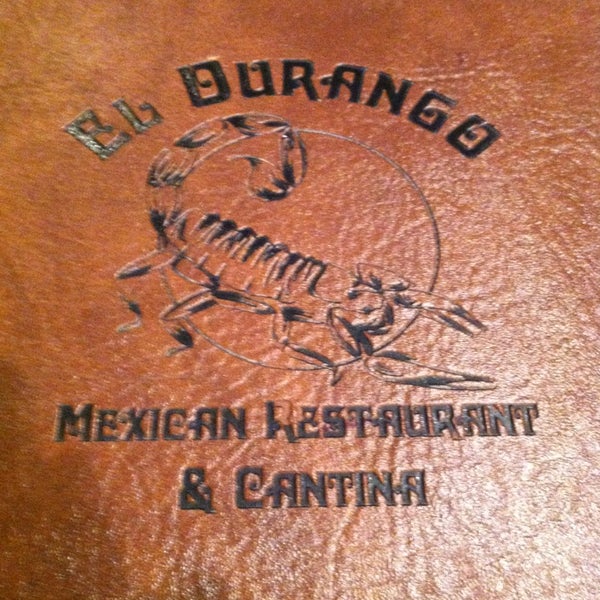 El Durango
Mexican Restaurant
& Cantina